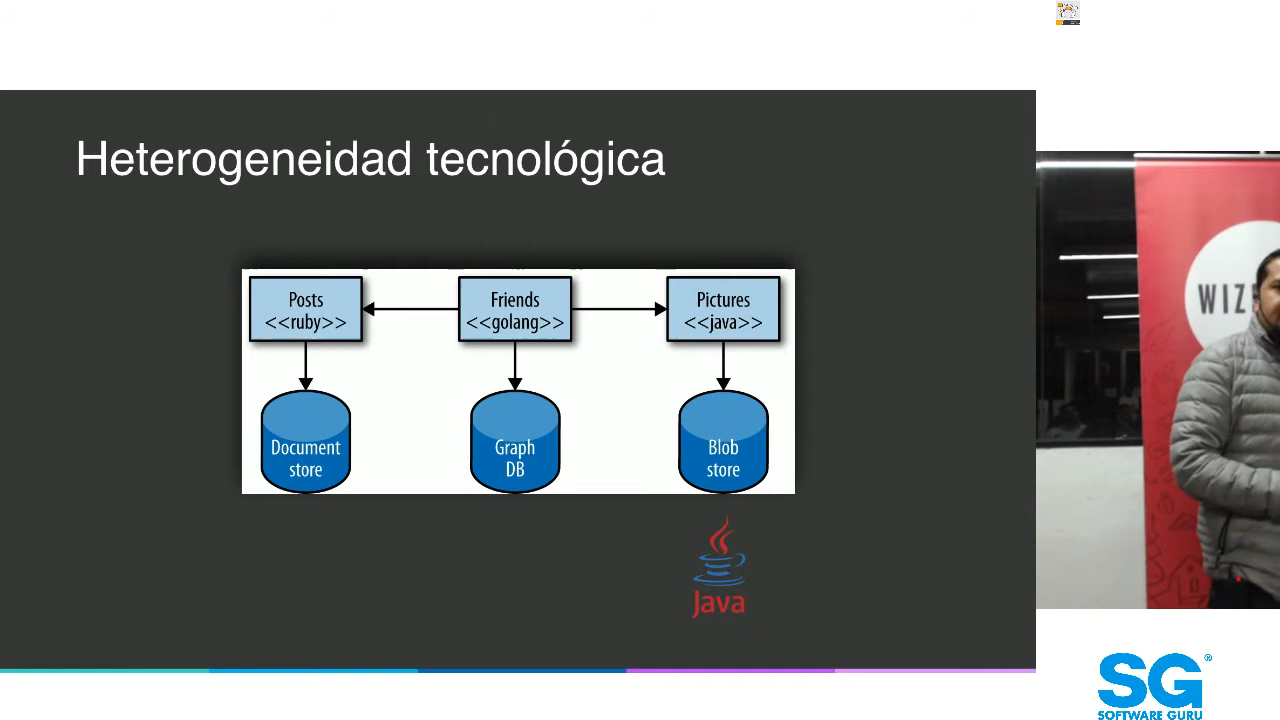 Heterogeneidad tecnológica
Posts
<<ruby>>
Friends
<<golang>>
Pictures
<<java>>
Document
store
Graph
DB
Blob
store
Java
WIZ
SG®
SOFTWARE GURU